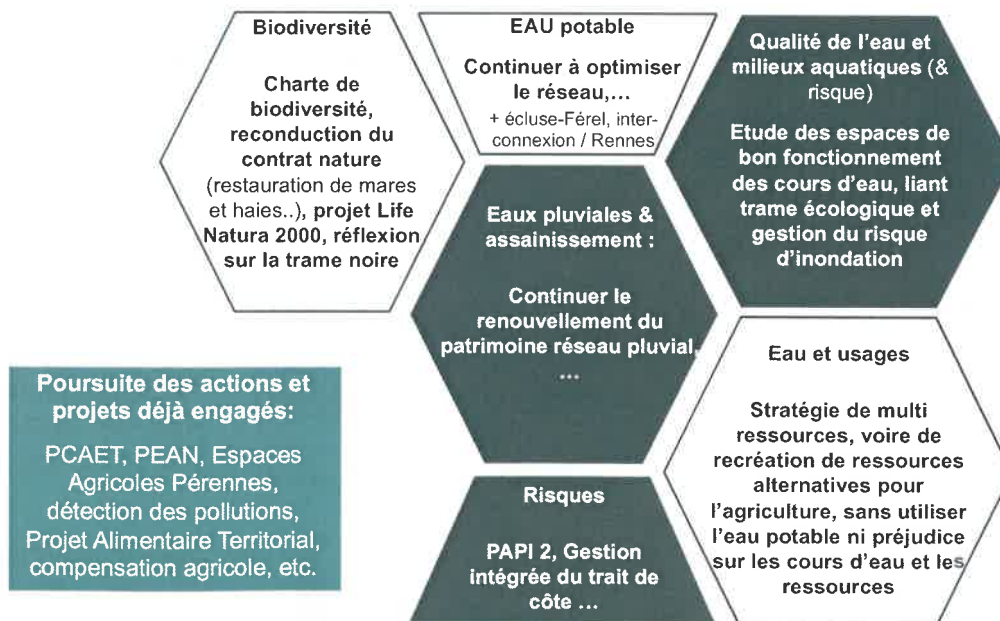 Biodiversité
Charte de
biodiversité,
reconduction du
contrat nature
(restauration de mares
et haies..), projet Life
Natura 2000, réflexion
sur la trame noire
EAU potable
Continuer à optimiser
le réseau,...
+ écluse-Férel, inter-
connexion / Rennes
Qualité de l'eau et
milieux aquatiques (&
risque)
Etude des espaces de
bon fonctionnement
des cours d'eau, liant
trame écologique et
gestion du risque
d'inondation
Eaux pluviales &
assainissement :
Continuer le
renouvellement du
patrimoine réseau pluvial,
...
Eau et usages
Stratégie de multi
ressources, voire de
recréation de ressources
alternatives pour
l'agriculture, sans utiliser
l'eau potable ni préjudice
sur les cours d'eau et les
ressources
Poursuite des actions et
projets déjà engagés:
PCAET, PEAN, Espaces
Agricoles Pérennes,
détection des pollutions,
Projet Alimentaire Territorial,
compensation agricole, etc.
Risques
PAPI 2, Gestion
intégrée du trait de
côte ...